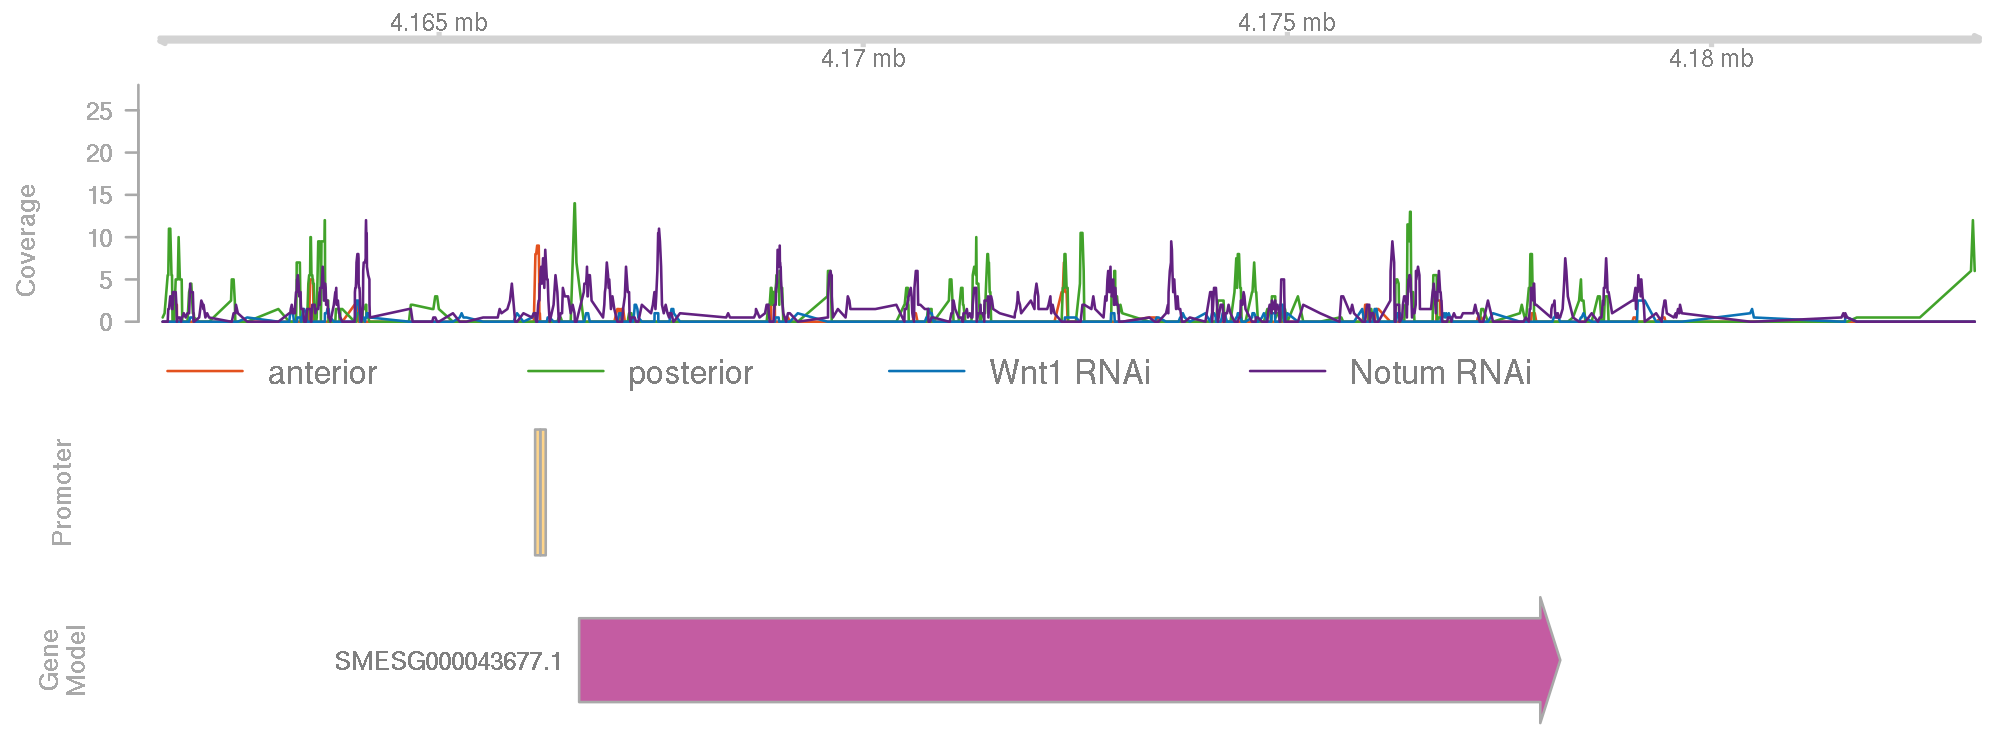 4.165 mb
4.175 mb
4.17 mb
4.18 mb
Coverage
25
20
15
10
5
0
anterior
posterior
Wnt1 RNAi
Notum RNAi
Promoter
Gene
Model
SMESG000043677.1